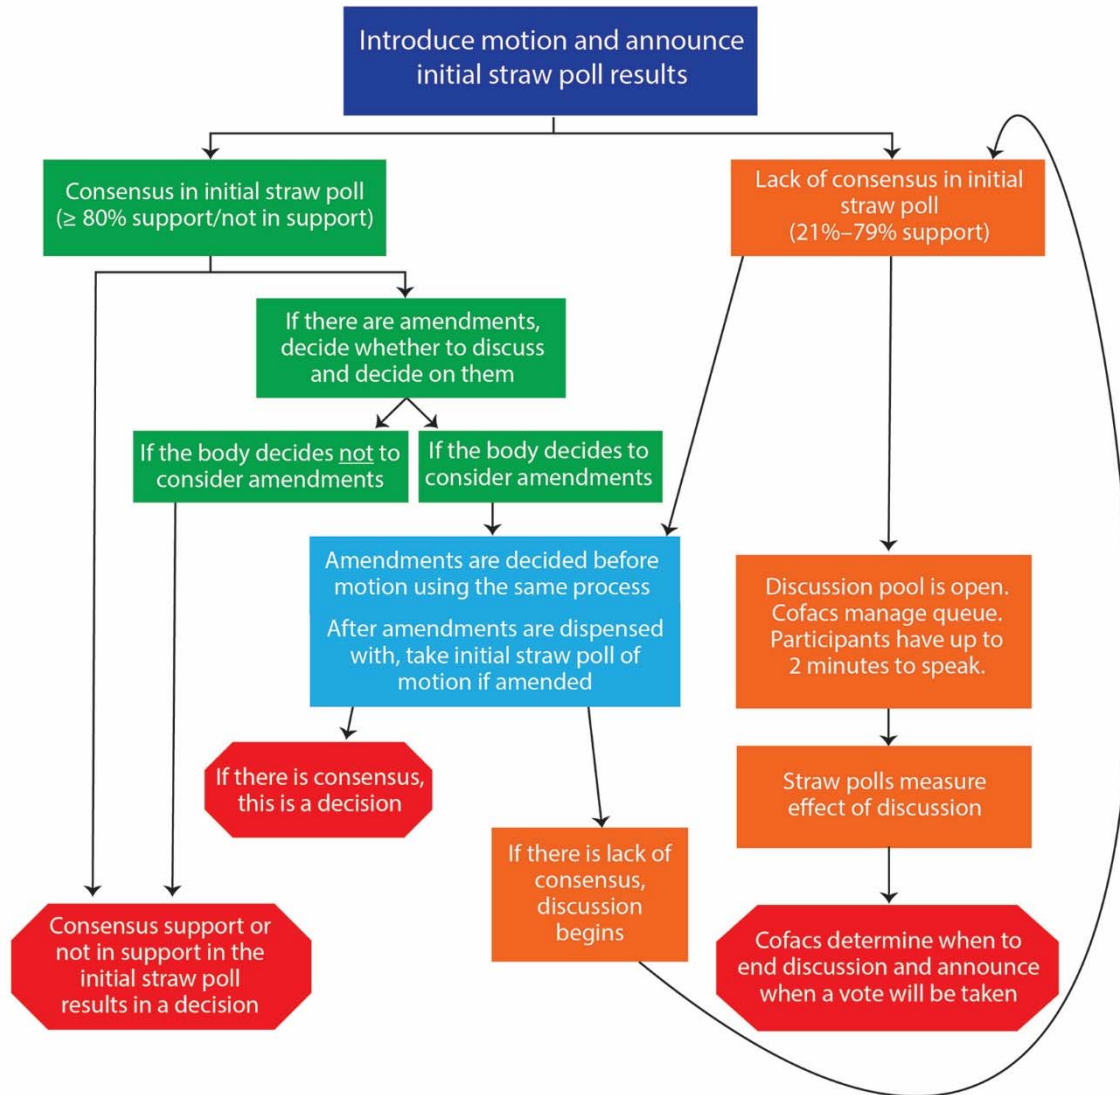 Introduce motion and announce
initial straw poll results
Consensus in initial straw poll
(≥ 80% support/not in support)
Lack of consensus in initial
straw poll
(21%–79% support)
If there are amendments,
decide whether to discuss
and decide on them
If the body decides not to
consider amendments
If the body decides to
consider amendments
Amendments are decided before
motion using the same process
After amendments are dispensed
with, take initial straw poll of
motion if amended
Discussion pool is open.
Cofacs manage queue.
Participants have up to
2 minutes to speak.
If there is consensus,
this is a decision
Straw polls measure
effect of discussion
If there is lack of
consensus,
discussion
begins
Consensus support or
not in support in the
initial straw poll
results in a decision
Cofacs determine when to
end discussion and announce
when a vote will be taken